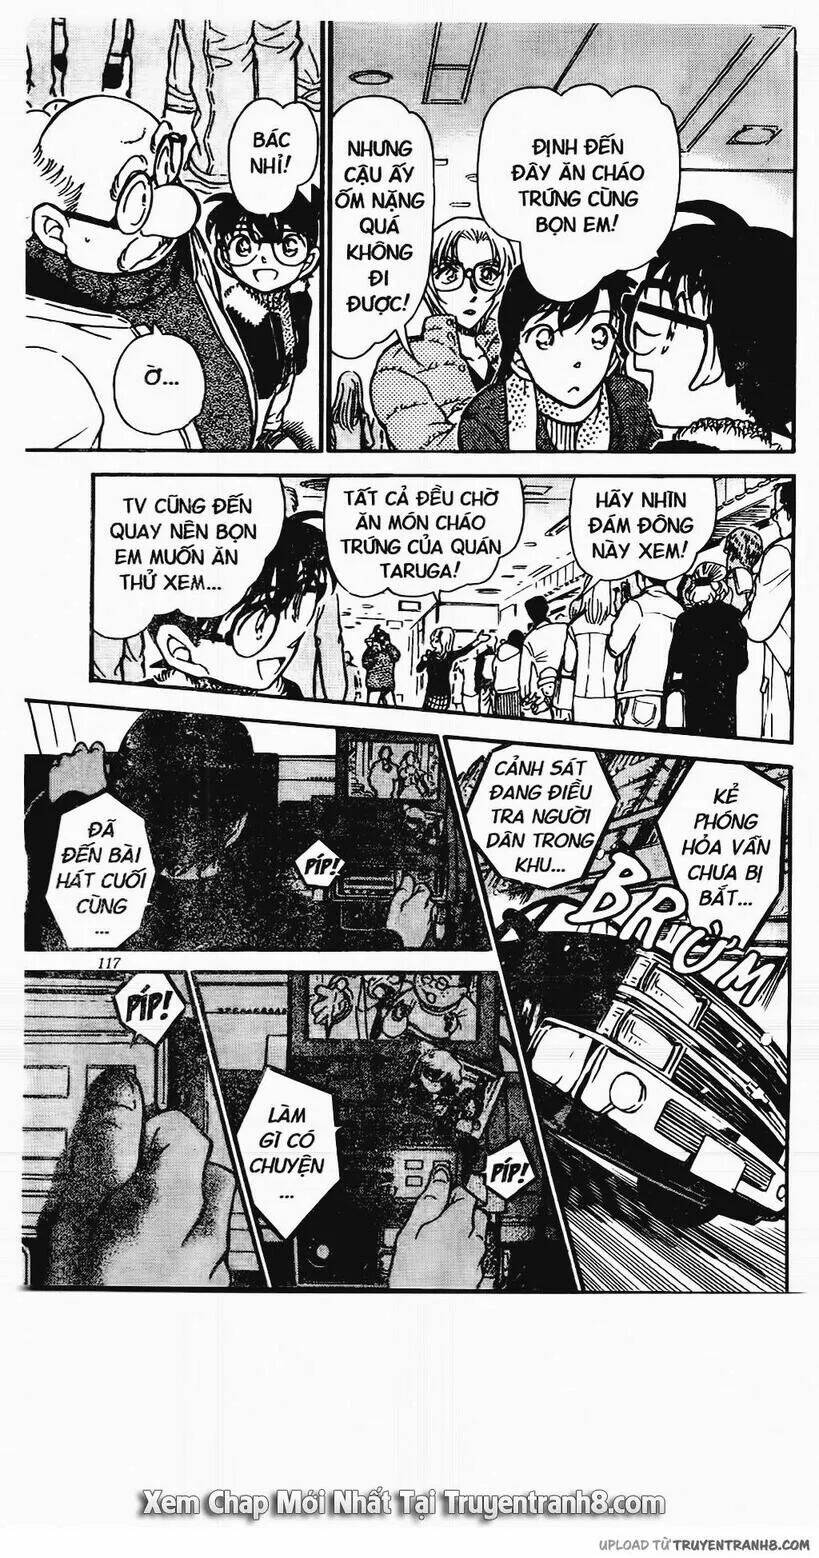 ĐỊNH ĐẾN
ĐÂY ĂN CHÁO
TRỨNG CÙNG
BỌN EM!
NHƯNG
CẬU ẤY
ỐM NẶNG
QUÁ
KHÔNG
ĐI
ĐƯỢC!
BÁC
NHỈ!
Ờ...
HÃY NHÌN
ĐÁM ĐÔNG
NÀY XEM!
TẤT CẢ ĐỀU CHỜ
ĂN MÓN CHÁO
TRỨNG CỦA QUÁN
TARUGA!
TV CŨNG ĐẾN
QUAY NÊN BỌN
EM MUỐN ĂN
THỬ XEM...
KẺ
PHÓNG
HỎA VẪN
CHƯA BỊ
BẮT...
CẢNH SÁT
ĐANG ĐIỀU
TRA NGƯỜI
DÂN TRONG
KHU...
BRỪM
PÍP!
ĐÃ
ĐẾN BÀI
HÁT CUỐI
CÙNG
...
117
PÍP!
LÀM
GÌ CÓ
CHUYỆN
...
PÍP!
Xem Chap Mới Nhất Tại Truyentranh8.com
UPLOAD TỪ TRUYENTRANH8.COM